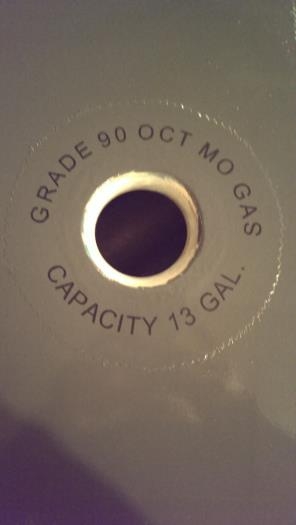 GRADE 90 OCT MO GAS
CAPACITY 13 GAL.